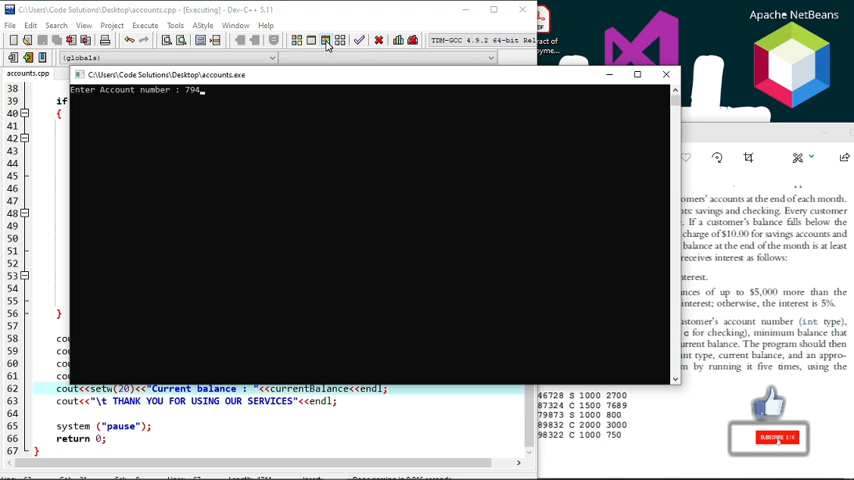 C:\Users\Code Solutions\Desktop\accounts.cpp - [Executing] - Dev-C++ 5.11
File Edit Search View Project Execute Tools AStyle Window Help
TDM-GCC 4.9.2 64-bit Rel
(globals)
accounts.cpp
C:\Users\Code Solutions\Desktop\accounts.exe
Enter Account number : 794
38
39 if
40 {
41
42
43
44
45
46
47
48
49
50
51
52
53
54
55
56 }
57
58 cou
59 cou
60 cou
61 cou
62 cout<<setw(20)<<"Current balance : "<<currentBalance<<endl;
63 cout<<"\t THANK YOU FOR USING OUR SERVICES"<<endl;
64
65 system ("pause");
66 return 0;
67 }
Apache NetBeans
ract of
oyme...
omers' accounts at the end of each month.
nts: savings and checking. Every customer
. If a customer's balance falls below the
charge of $10.00 for savings accounts and
balance at the end of the month is at least
receives interest as follows:
nterest.
ances of up to $5,000 more than the
interest; otherwise, the interest is 5%.
ustomer's account number (int type),
e for checking), minimum balance that
urrent balance. The program should then
nt type, current balance, and an appro-
m by running it five times, using the
46728 S 1000 2700
87324 C 1500 7689
79873 S 1000 800
89832 C 2000 3000
98322 C 1000 750
SUBSCRIBE 3.1K